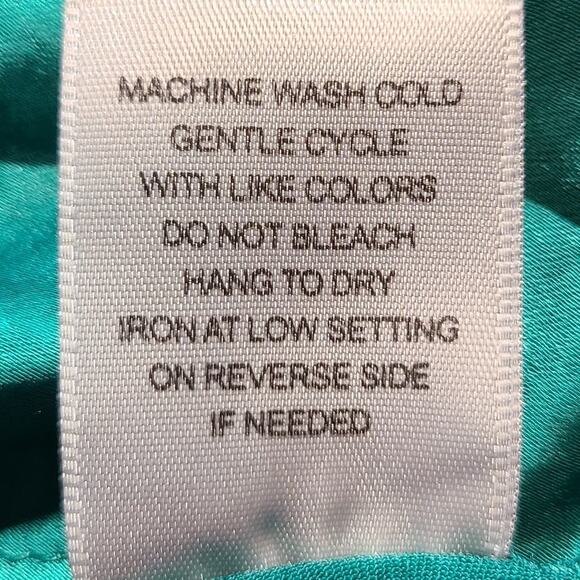 MACHINE WASH COLD
GENTLE CYCLE
WITH LIKE COLORS
DO NOT BLEACH
HANG TO DRY
IRON AT LOW SETTING
ON REVERSE SIDE
IF NEEDED